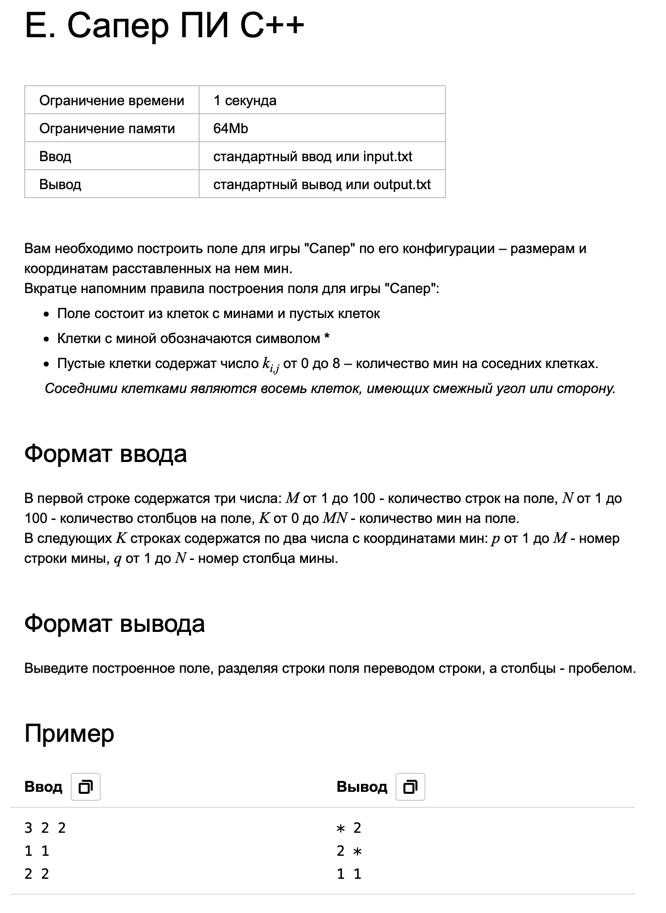 E. Сапер ПИ C++
Ограничение времени 1 секунда
Ограничение памяти 64Mb
Ввод стандартный ввод или input.txt
Вывод стандартный вывод или output.txt
Вам необходимо построить поле для игры "Сапер" по его конфигурации – размерам и
координатам расставленных на нем мин.
Вкратце напомним правила построения поля для игры "Сапер":
• Поле состоит из клеток с минами и пустых клеток
• Клетки с миной обозначаются символом *
• Пустые клетки содержат число k_{i,j} от 0 до 8 – количество мин на соседних клетках.
Соседними клетками являются восемь клеток, имеющих смежный угол или сторону.
Формат ввода
В первой строке содержатся три числа: M от 1 до 100 - количество строк на поле, N от 1 до
100 - количество столбцов на поле, K от 0 до MN - количество мин на поле.
В следующих K строках содержатся по два числа с координатами мин: p от 1 до M - номер
строки мины, q от 1 до N - номер столбца мины.
Формат вывода
Выведите построенное поле, разделяя строки поля переводом строки, а столбцы - пробелом.
Пример
Ввод Вывод
3 2 2 * 2
1 1 2 *
2 2 1 1